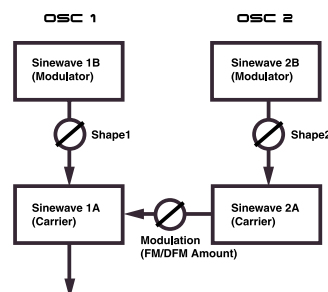 OSC 1
OSC 2
Sinewave 1B
(Modulator)
Sinewave 2B
(Modulator)
Shape1
Shape2
Sinewave 1A
(Carrier)
Sinewave 2A
(Carrier)
Modulation
(FM/DFM Amount)